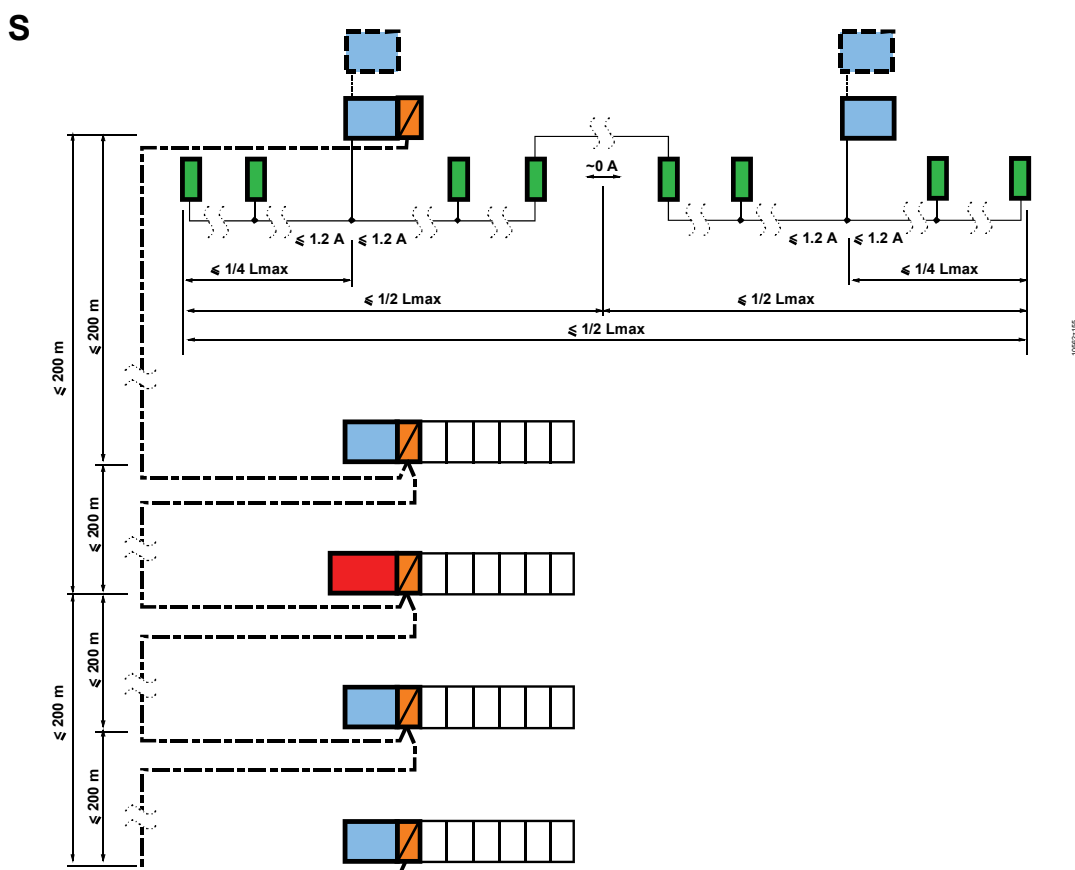 S
~0 A
⩽ 1.2 A ⩽ 1.2 A
⩽ 1.2 A ⩽ 1.2 A
⩽ 1/4 Lmax
⩽ 1/4 Lmax
⩽ 1/2 Lmax
⩽ 1/2 Lmax
⩽ 1/2 Lmax
⩽ 200 m
⩽ 200 m
⩽ 200 m
⩽ 200 m
⩽ 200 m
⩽ 200 m